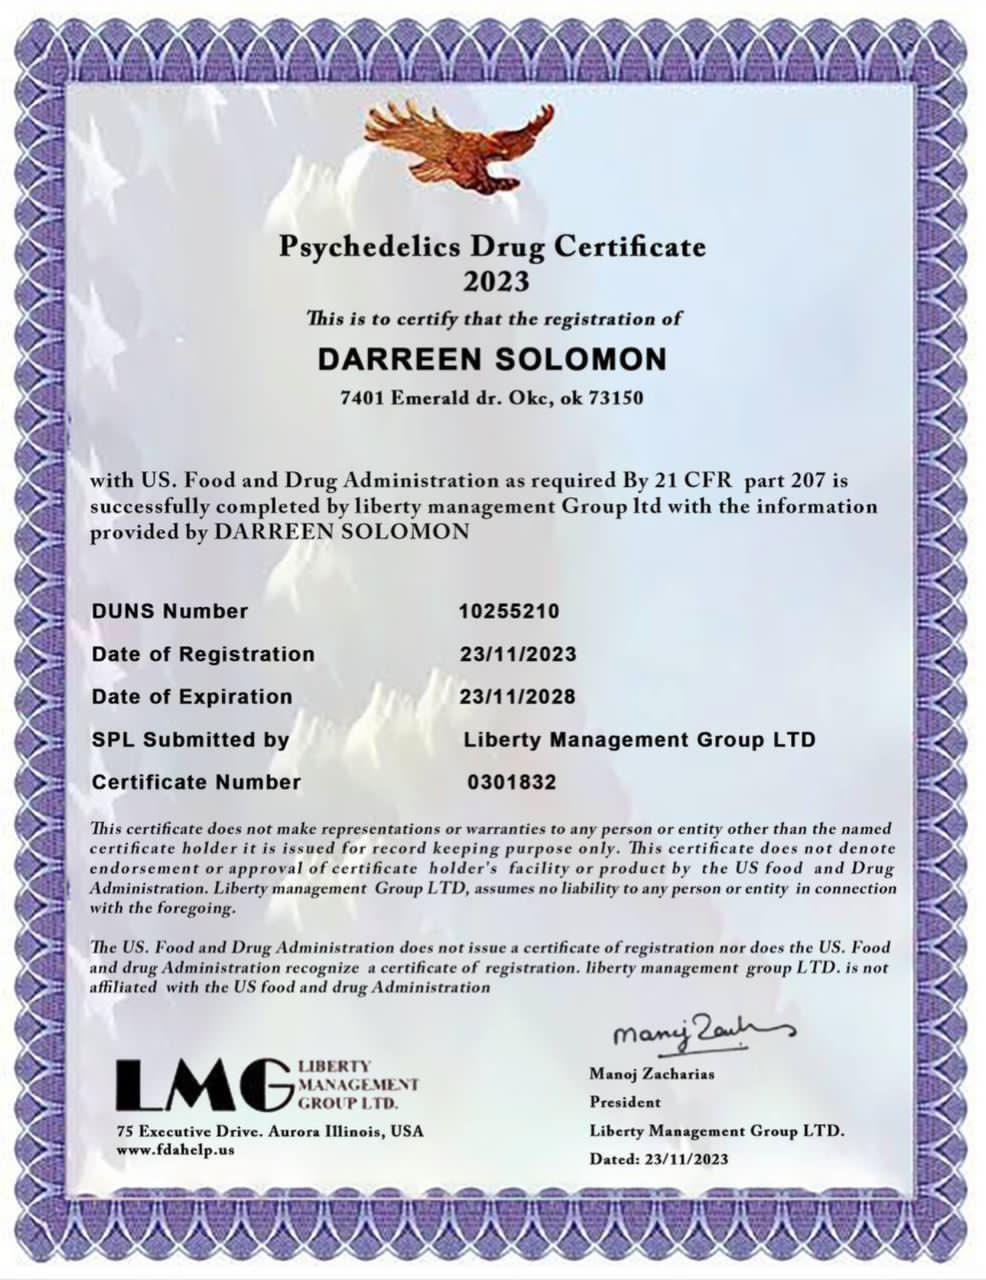 Psychedelics Drug Certificate
2023
This is to certify that the registration of
DARREEN SOLOMON
7401 Emerald dr. Okc, ok 73150
with US. Food and Drug Administration as required By 21 CFR part 207 is
successfully completed by liberty management Group ltd with the information
provided by DARREEN SOLOMON
DUNS Number 10255210
Date of Registration 23/11/2023
Date of Expiration 23/11/2028
SPL Submitted by Liberty Management Group LTD
Certificate Number 0301832
This certificate does not make representations or warranties to any person or entity other than the named
certificate holder it is issued for record keeping purpose only. This certificate does not denote
endorsement or approval of certificate holder's facility or product by the US food and Drug
Administration. Liberty management Group LTD, assumes no liability to any person or entity in connection
with the foregoing.
The US. Food and Drug Administration does not issue a certificate of registration nor does the US. Food
and drug Administration recognize a certificate of registration. liberty management group LTD. is not
affiliated with the US food and drug Administration
LMG LIBERTY
MANAGEMENT
GROUP LTD.
75 Executive Drive. Aurora Illinois, USA
www.fdahelp.us
Manoj Zacharias
President
Liberty Management Group LTD.
Dated: 23/11/2023